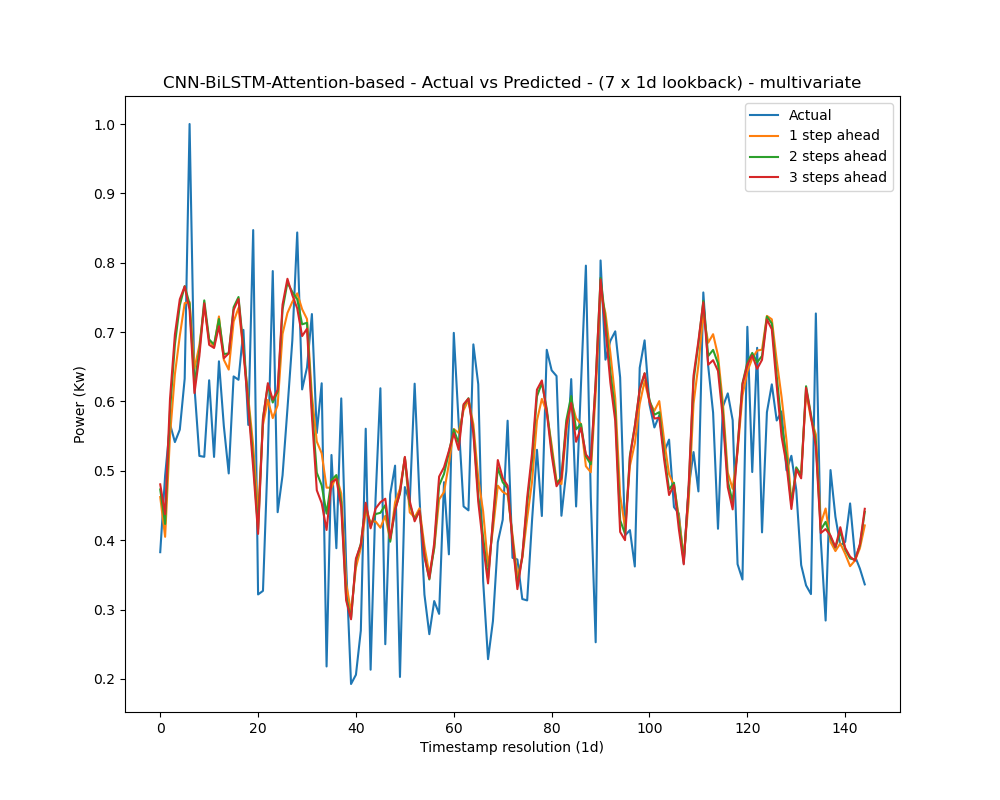 CNN-BiLSTM-Attention-based - Actual vs Predicted - (7 x 1d lookback) - multivariate
Actual
1 step ahead
2 steps ahead
3 steps ahead
1.0
0.9
0.8
0.7
0.6
0.5
0.4
0.3
0.2
Power (Kw)
0 20 40 60 80 100 120 140
Timestamp resolution (1d)